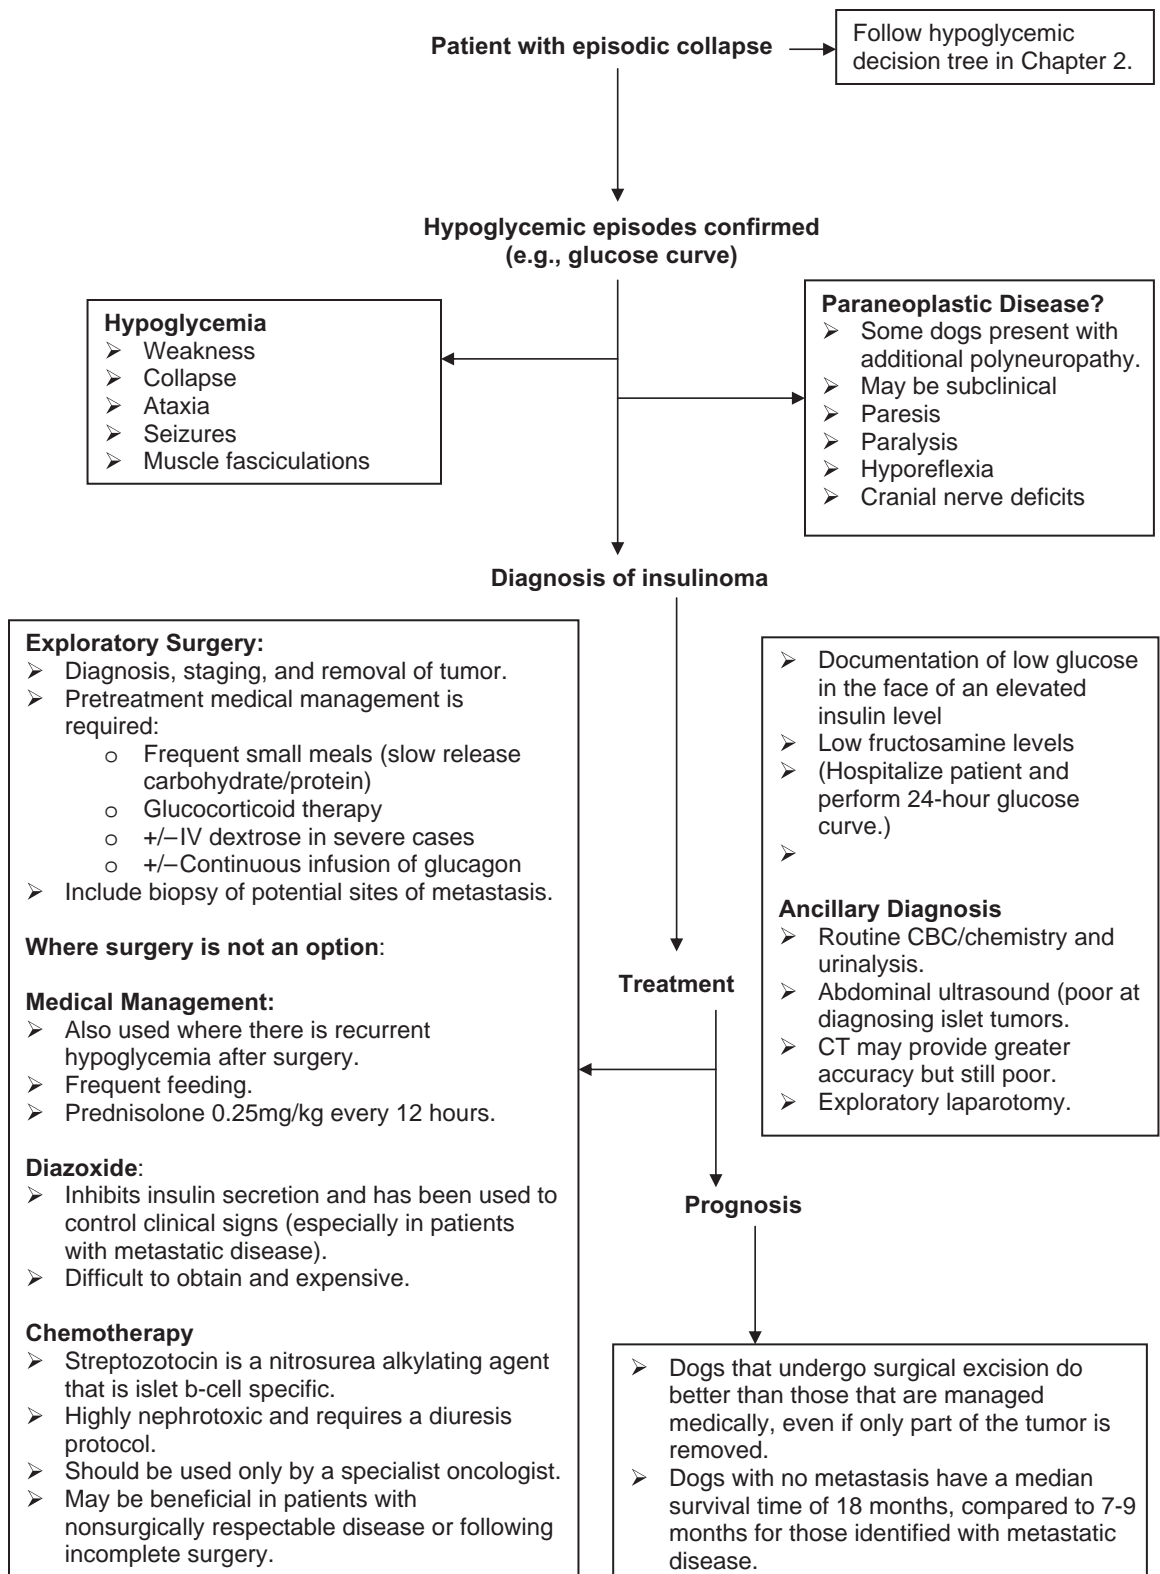 Patient with episodic collapse
Follow hypoglycemic
decision tree in Chapter 2.
Hypoglycemic episodes confirmed
(e.g., glucose curve)
Hypoglycemia
➢ Weakness
➢ Collapse
➢ Ataxia
➢ Seizures
➢ Muscle fasciculations
Paraneoplastic Disease?
➢ Some dogs present with
additional polyneuropathy.
➢ May be subclinical
➢ Paresis
➢ Paralysis
➢ Hyporeflexia
➢ Cranial nerve deficits
Diagnosis of insulinoma
➢ Documentation of low glucose
in the face of an elevated
insulin level
➢ Low fructosamine levels
➢ (Hospitalize patient and
perform 24-hour glucose
curve.)
➢
Ancillary Diagnosis
➢ Routine CBC/chemistry and
urinalysis.
➢ Abdominal ultrasound (poor at
diagnosing islet tumors.
➢ CT may provide greater
accuracy but still poor.
➢ Exploratory laparotomy.
Treatment
Exploratory Surgery:
➢ Diagnosis, staging, and removal of tumor.
➢ Pretreatment medical management is
required:
o Frequent small meals (slow release
carbohydrate/protein)
o Glucocorticoid therapy
o +/–IV dextrose in severe cases
o +/–Continuous infusion of glucagon
➢ Include biopsy of potential sites of metastasis.
Where surgery is not an option:
Medical Management:
➢ Also used where there is recurrent
hypoglycemia after surgery.
➢ Frequent feeding.
➢ Prednisolone 0.25mg/kg every 12 hours.
Diazoxide:
➢ Inhibits insulin secretion and has been used to
control clinical signs (especially in patients
with metastatic disease).
➢ Difficult to obtain and expensive.
Chemotherapy
➢ Streptozotocin is a nitrosurea alkylating agent
that is islet b-cell specific.
➢ Highly nephrotoxic and requires a diuresis
protocol.
➢ Should be used only by a specialist oncologist.
➢ May be beneficial in patients with
nonsurgically respectable disease or following
incomplete surgery.
Prognosis
➢ Dogs that undergo surgical excision do
better than those that are managed
medically, even if only part of the tumor is
removed.
➢ Dogs with no metastasis have a median
survival time of 18 months, compared to 7-9
months for those identified with metastatic
disease.